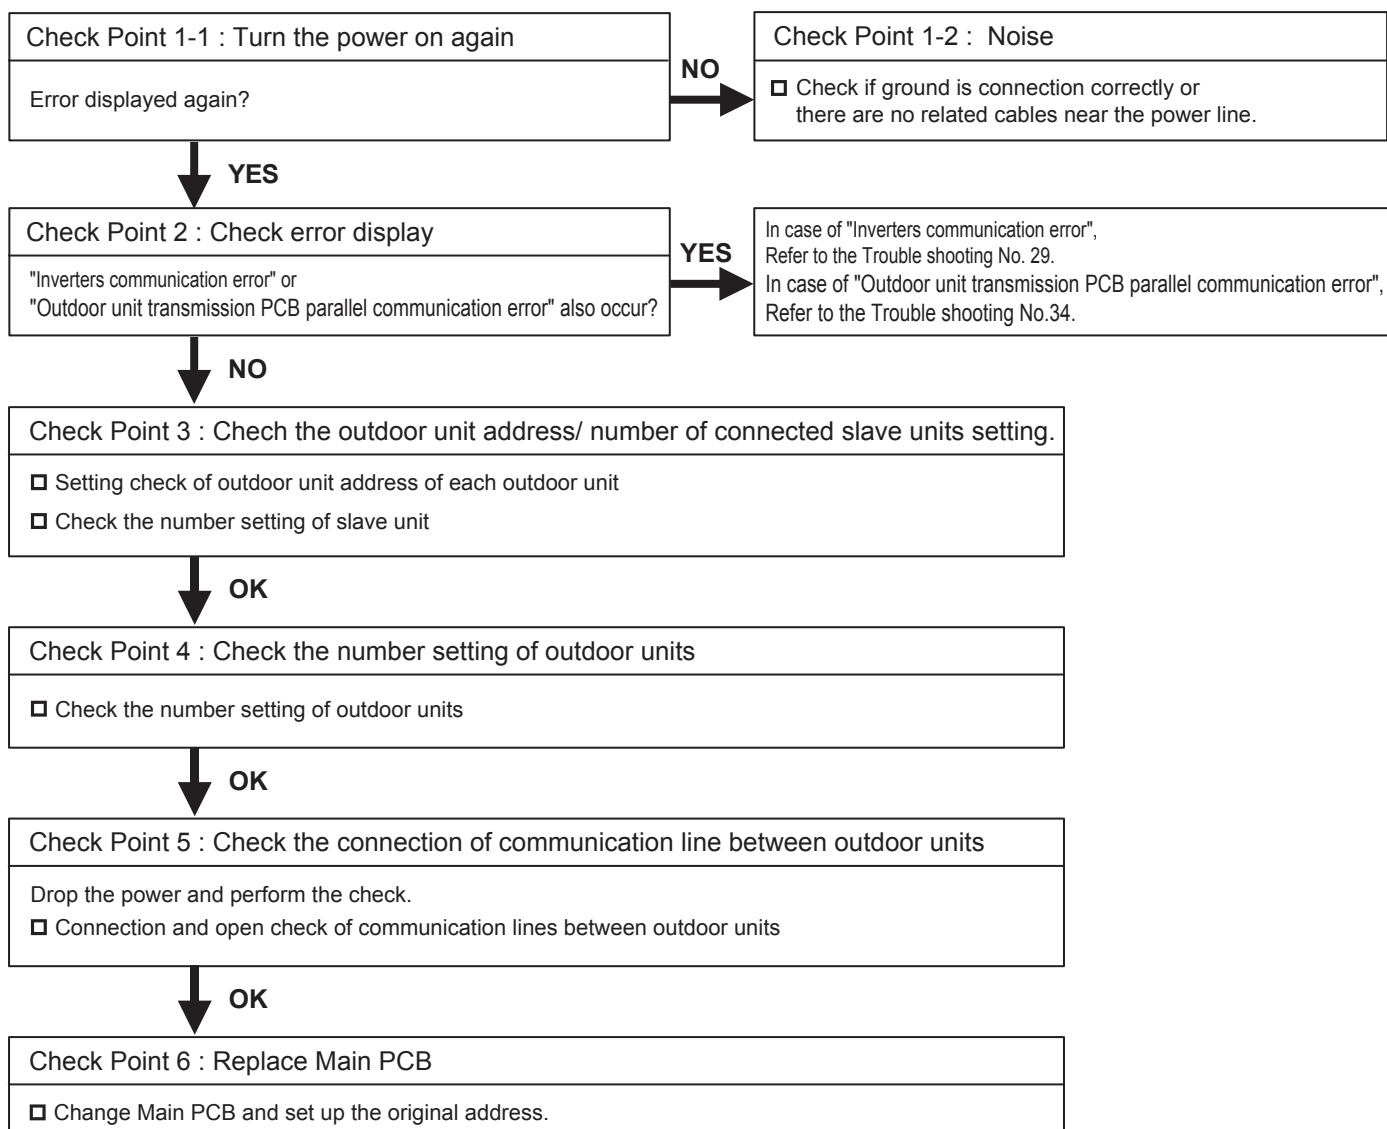 Check Point 1-1 : Turn the power on again
Error displayed again?
NO
Check Point 1-2 :  Noise
☐ Check if ground is connection correctly or
there are no related cables near the power line.
YES
Check Point 2 : Check error display
"Inverters communication error" or
"Outdoor unit transmission PCB parallel communication error" also occur?
YES
In case of "Inverters communication error",
Refer to the Trouble shooting No. 29.
In case of "Outdoor unit transmission PCB parallel communication error",
Refer to the Trouble shooting No.34.
NO
Check Point 3 : Chech the outdoor unit address/ number of connected slave units setting.
☐ Setting check of outdoor unit address of each outdoor unit
☐ Check the number setting of slave unit
OK
Check Point 4 : Check the number setting of outdoor units
☐ Check the number setting of outdoor units
OK
Check Point 5 : Check the connection of communication line between outdoor units
Drop the power and perform the check.
☐ Connection and open check of communication lines between outdoor units
OK
Check Point 6 : Replace Main PCB
☐ Change Main PCB and set up the original address.